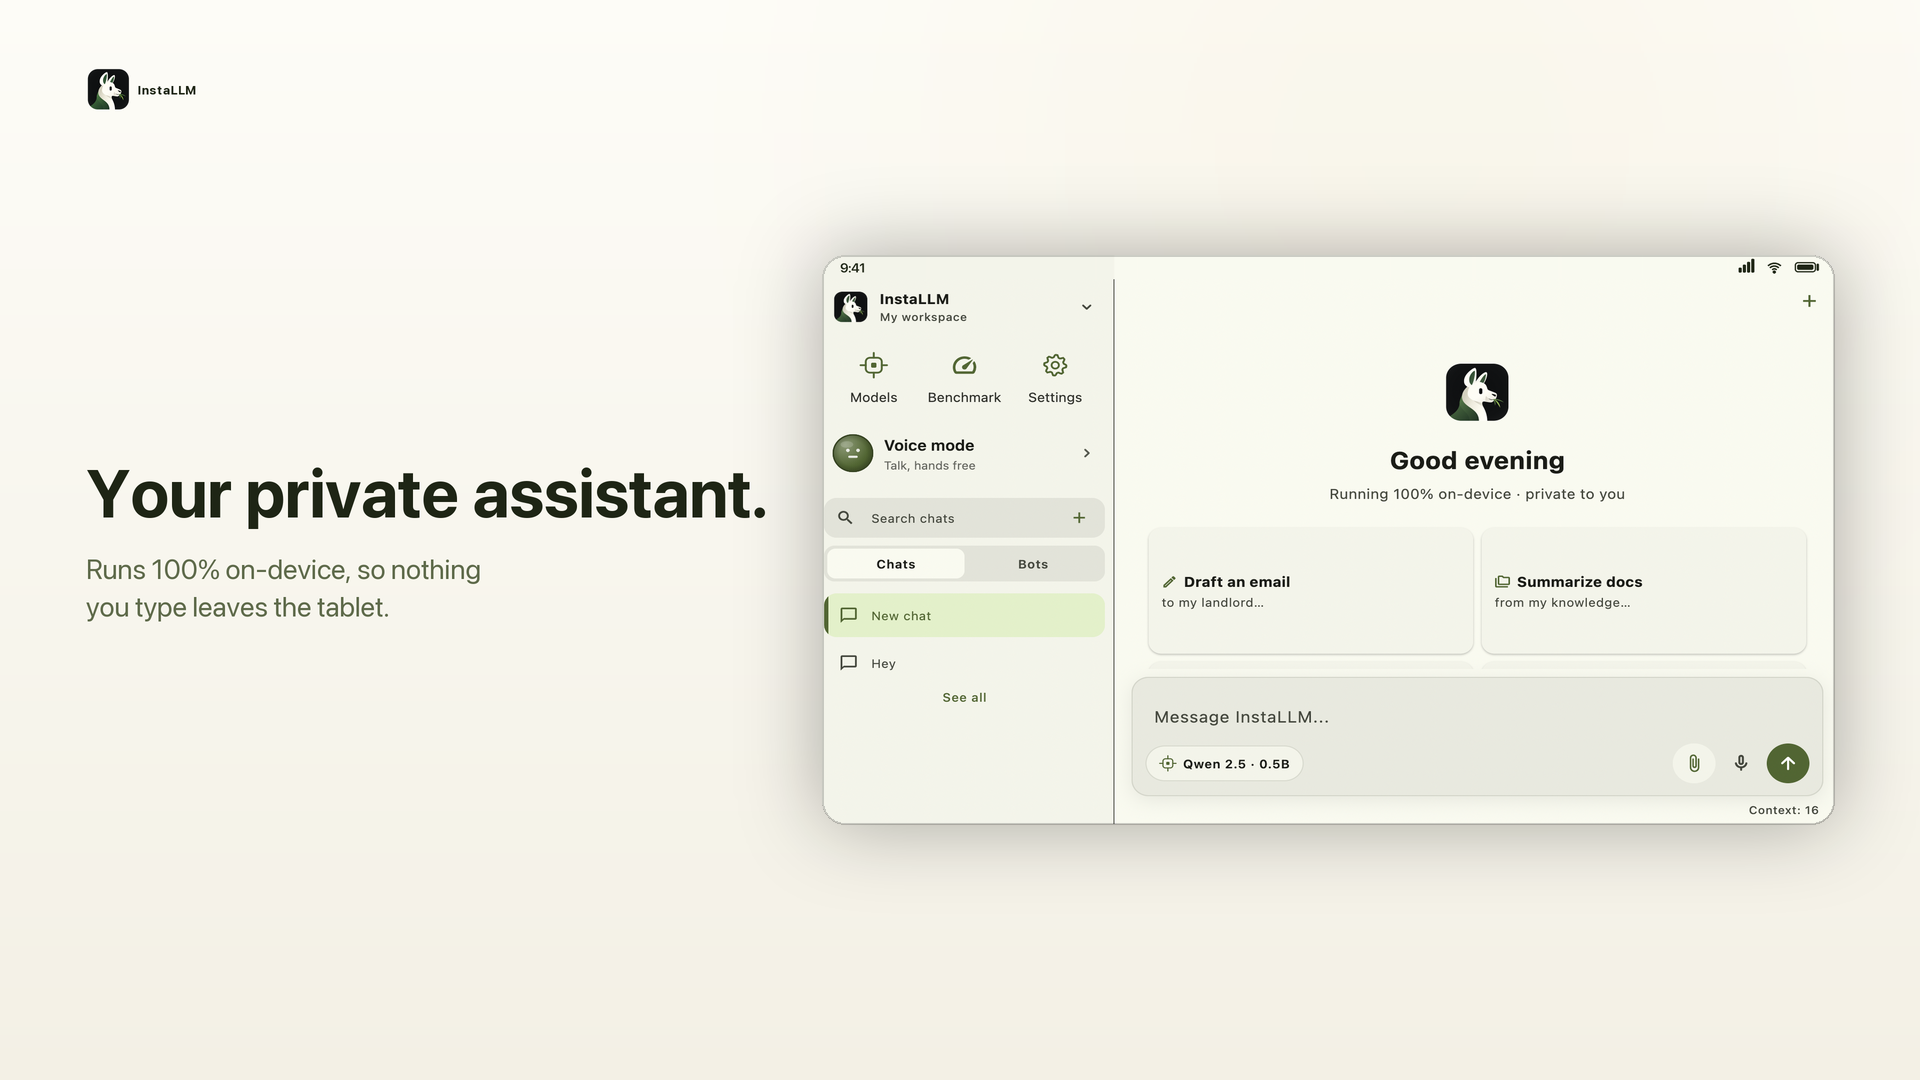 InstaLLM
Your private assistant.
Runs 100% on-device, so nothing
you type leaves the tablet.
9:41
InstaLLM
My workspace
Models
Benchmark
Settings
Voice mode
Talk, hands free
Search chats
Chats
Bots
New chat
Hey
See all
Good evening
Running 100% on-device · private to you
Draft an email
to my landlord...
Summarize docs
from my knowledge...
Message InstaLLM...
Qwen 2.5 · 0.5B
Context: 16